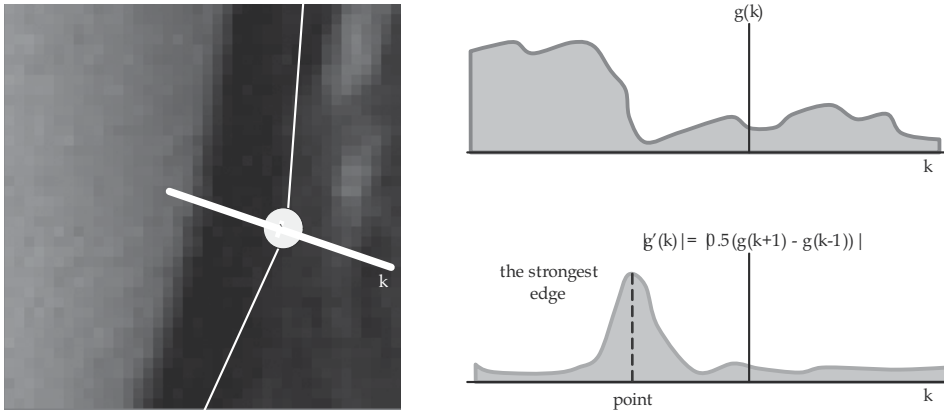 k
g(k)
k
|g′(k)| = |0.5(g(k+1) - g(k-1))|
the strongest
edge
k
point